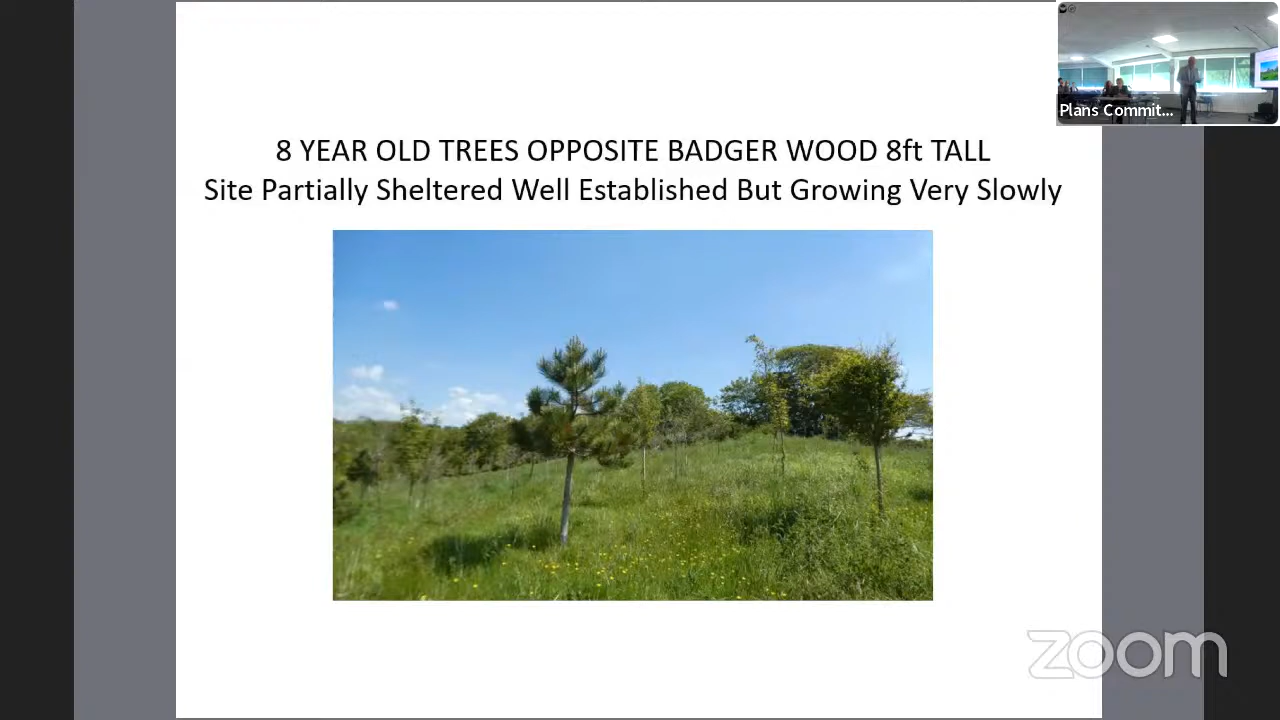 8 YEAR OLD TREES OPPOSITE BADGER WOOD 8ft TALL
Site Partially Sheltered Well Established But Growing Very Slowly
Plans Commit...
zoom